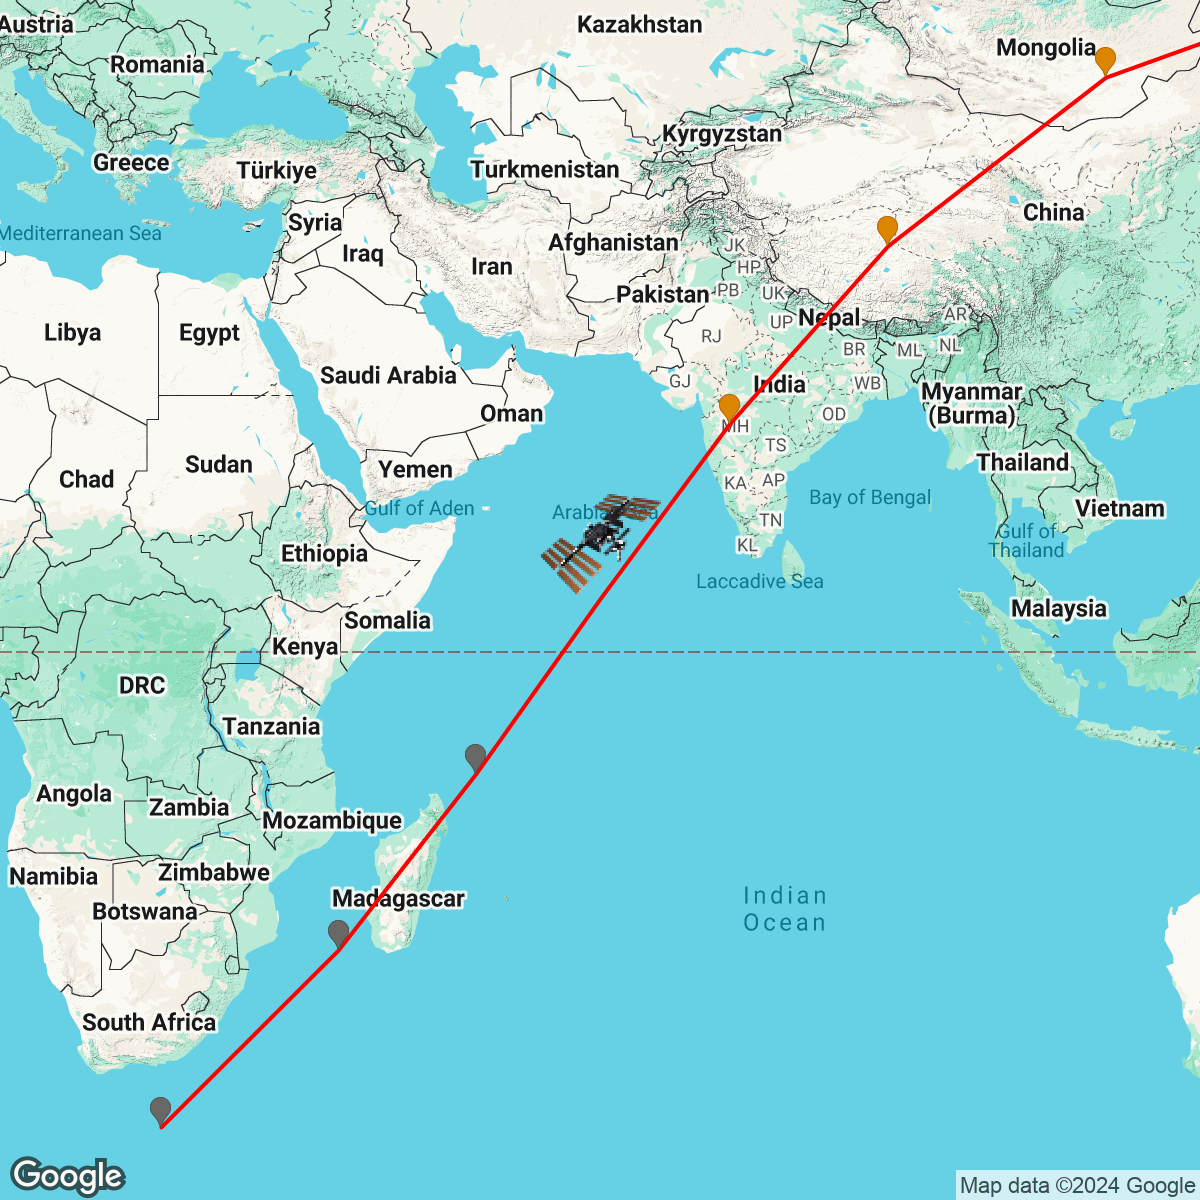 Austria
Kazakhstan
Mongolia
Romania
Kyrgyzstan
Greece
Türkiye
Turkmenistan
China
Syria
Mediterranean Sea
Iraq
Afghanistan
JK
HP
Iran
Pakistan
PB
UK
Nepal
AR
Libya
Egypt
RJ
UP
BR
ML
NL
Saudi Arabia
GJ
India
WB
Myanmar
(Burma)
Oman
MH
OD
TS
Sudan
Yemen
Thailand
Chad
KA
AP
Bay of Bengal
Gulf of Aden
Vietnam
TN
Gulf of
Thailand
KL
Ethiopia
Laccadive Sea
Malaysia
Somalia
Kenya
DRC
Tanzania
Angola
Zambia
Mozambique
Namibia
Zimbabwe
Madagascar
Botswana
Indian
Ocean
South Africa
Google
Map data ©2024 Google